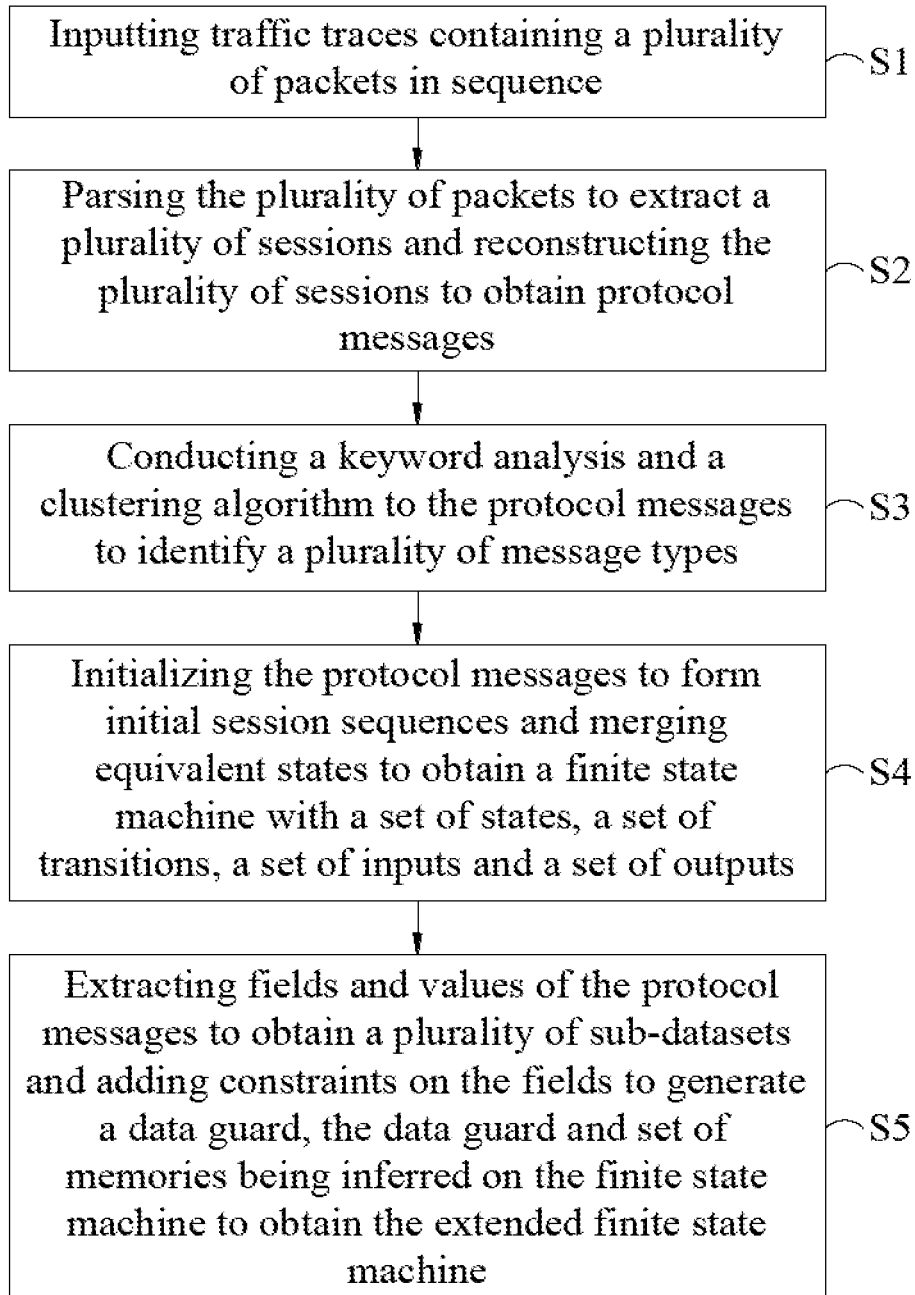 Inputting traffic traces containing a plurality
of packets in sequence
S1
Parsing the plurality of packets to extract a
plurality of sessions and reconstructing the
plurality of sessions to obtain protocol
messages
S2
Conducting a keyword analysis and a
clustering algorithm to the protocol messages
to identify a plurality of message types
S3
Initializing the protocol messages to form
initial session sequences and merging
equivalent states to obtain a finite state
machine with a set of states, a set of
transitions, a set of inputs and a set of outputs
S4
Extracting fields and values of the protocol
messages to obtain a plurality of sub-datasets
and adding constraints on the fields to generate
a data guard, the data guard and set of
memories being inferred on the finite state
machine to obtain the extended finite state
machine
S5